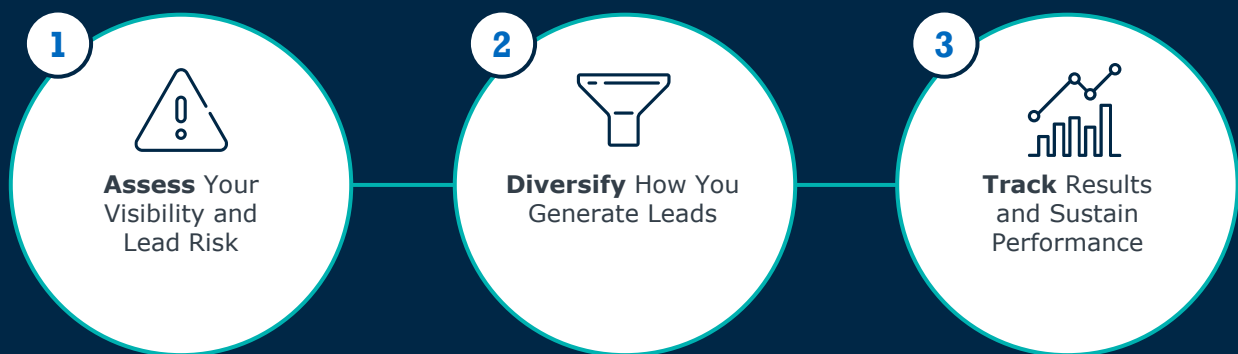 1
Assess Your
Visibility and
Lead Risk
2
Diversify How You
Generate Leads
3
Track Results
and Sustain
Performance